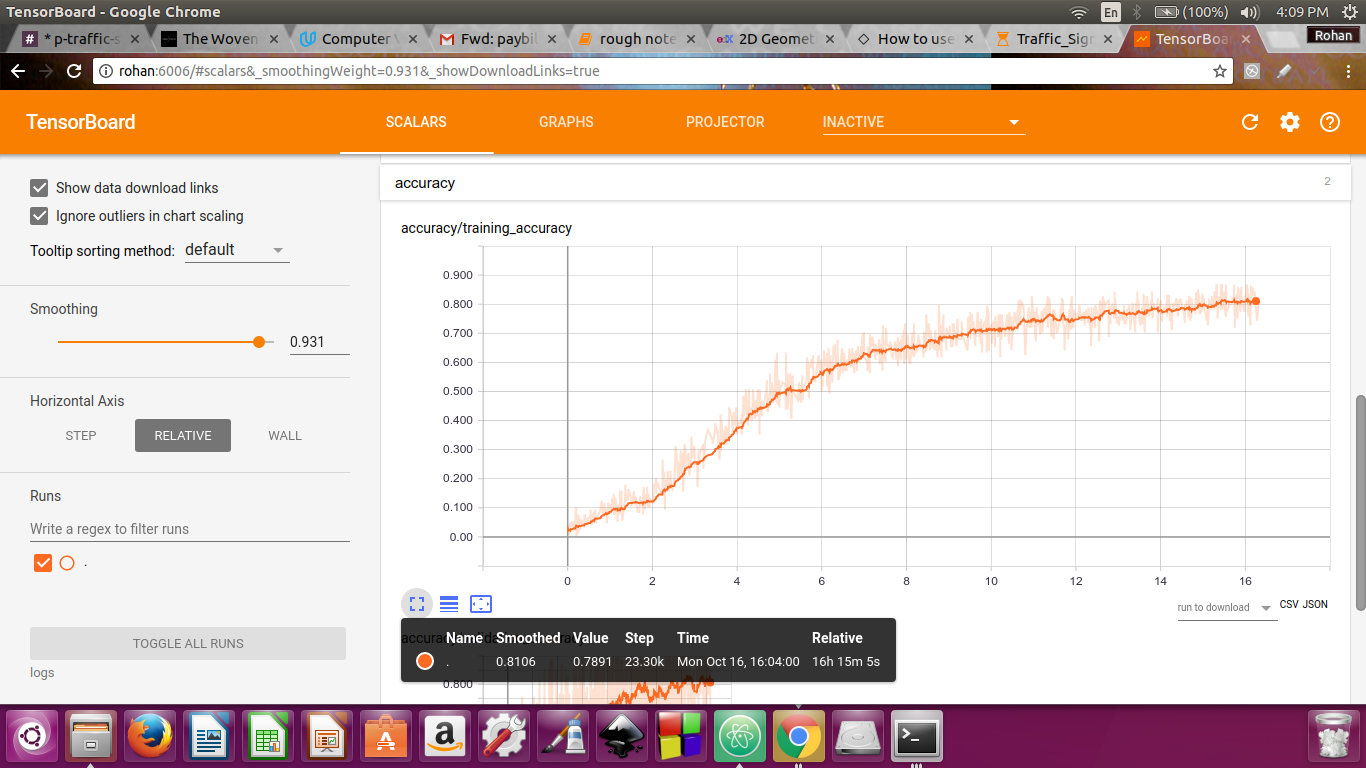 TensorBoard - Google Chrome
En (100%) 4:09 PM
# * p-traffic-s The Woven Computer V Gmail Fwd: paybil rough note 2D Geomet How to use Traffic_Sign TensorBoa Rohan
rohan:6006/#scalars&_smoothingWeight=0.931&_showDownloadLinks=true
TensorBoard SCALARS GRAPHS PROJECTOR INACTIVE
Show data download links
Ignore outliers in chart scaling
Tooltip sorting method: default
Smoothing
0.931
Horizontal Axis
STEP RELATIVE WALL
Runs
Write a regex to filter runs
.
TOGGLE ALL RUNS
logs
accuracy 2
accuracy/training_accuracy
0.900
0.800
0.700
0.600
0.500
0.400
0.300
0.200
0.100
0.00
0 2 4 6 8 10 12 14 16
run to download CSV JSON
Name Smoothed Value Step Time Relative
. 0.8106 0.7891 23.30k Mon Oct 16, 16:04:00 16h 15m 5s
0.800